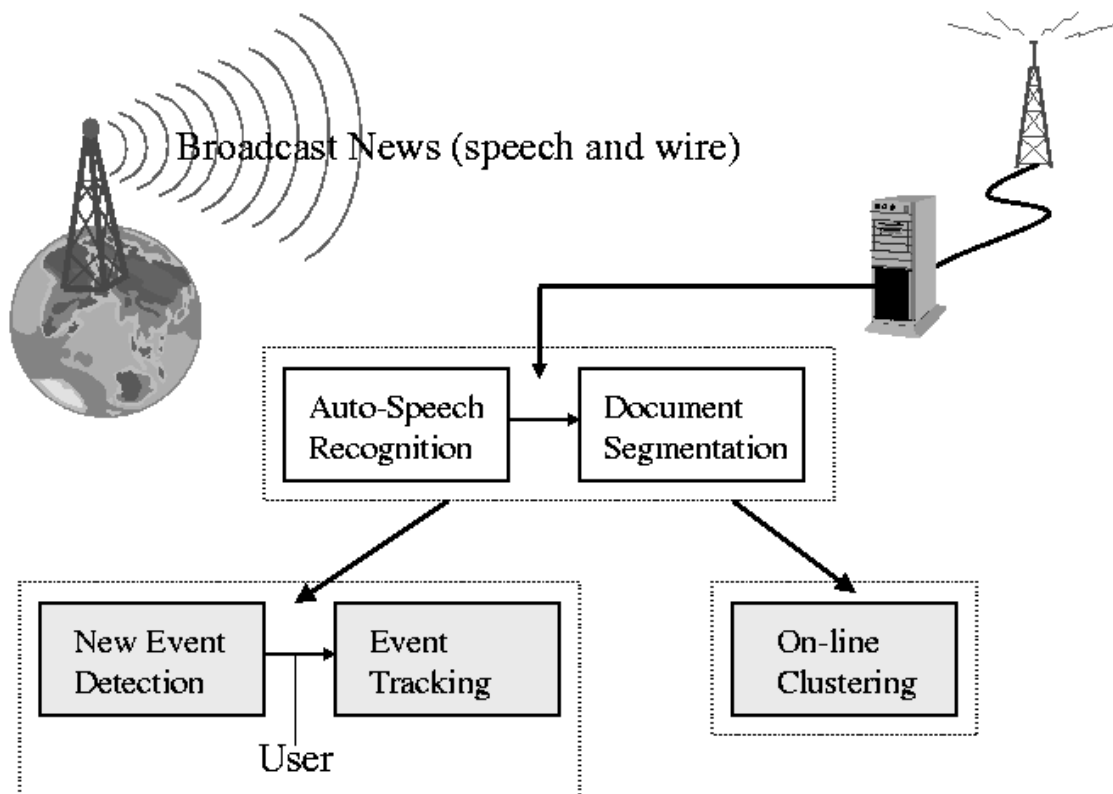 Broadcast News (speech and wire)
Auto-Speech
Recognition
Document
Segmentation
New Event
Detection
Event
Tracking
User
On-line
Clustering